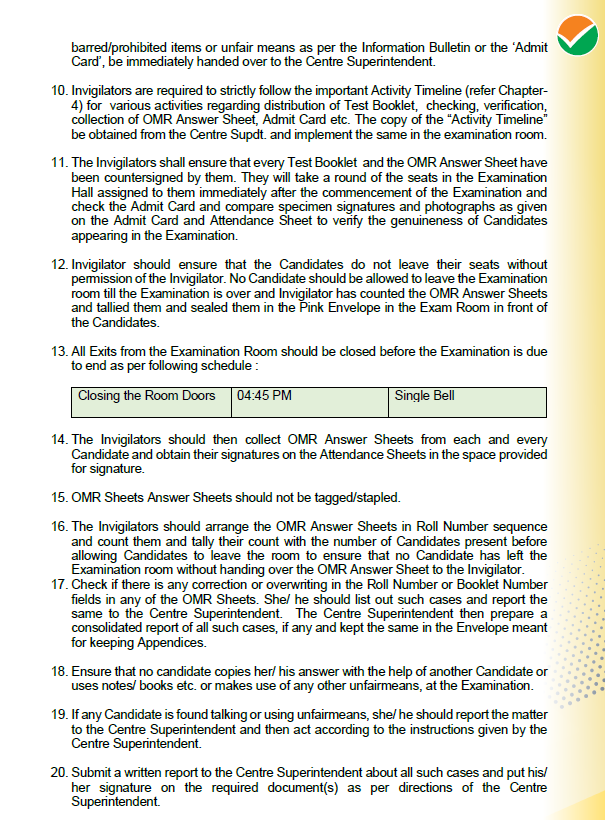 barred/prohibited items or unfair means as per the Information Bulletin or the ‘Admit
Card’, be immediately handed over to the Centre Superintendent.
10. Invigilators are required to strictly follow the important Activity Timeline (refer Chapter-
4) for various activities regarding distribution of Test Booklet, checking, verification,
collection of OMR Answer Sheet, Admit Card etc. The copy of the “Activity Timeline”
be obtained from the Centre Supdt. and implement the same in the examination room.
11. The Invigilators shall ensure that every Test Booklet and the OMR Answer Sheet have
been countersigned by them. They will take a round of the seats in the Examination
Hall assigned to them immediately after the commencement of the Examination and
check the Admit Card and compare specimen signatures and photographs as given
on the Admit Card and Attendance Sheet to verify the genuineness of Candidates
appearing in the Examination.
12. Invigilator should ensure that the Candidates do not leave their seats without
permission of the Invigilator. No Candidate should be allowed to leave the Examination
room till the Examination is over and Invigilator has counted the OMR Answer Sheets
and tallied them and sealed them in the Pink Envelope in the Exam Room in front of
the Candidates.
13. All Exits from the Examination Room should be closed before the Examination is due
to end as per following schedule :
Closing the Room Doors 04:45 PM Single Bell
14. The Invigilators should then collect OMR Answer Sheets from each and every
Candidate and obtain their signatures on the Attendance Sheets in the space provided
for signature.
15. OMR Sheets Answer Sheets should not be tagged/stapled.
16. The Invigilators should arrange the OMR Answer Sheets in Roll Number sequence
and count them and tally their count with the number of Candidates present before
allowing Candidates to leave the room to ensure that no Candidate has left the
Examination room without handing over the OMR Answer Sheet to the Invigilator.
17. Check if there is any correction or overwriting in the Roll Number or Booklet Number
fields in any of the OMR Sheets. She/ he should list out such cases and report the
same to the Centre Superintendent. The Centre Superintendent then prepare a
consolidated report of all such cases, if any and kept the same in the Envelope meant
for keeping Appendices.
18. Ensure that no candidate copies her/ his answer with the help of another Candidate or
uses notes/ books etc. or makes use of any other unfairmeans, at the Examination.
19. If any Candidate is found talking or using unfairmeans, she/ he should report the matter
to the Centre Superintendent and then act according to the instructions given by the
Centre Superintendent.
20. Submit a written report to the Centre Superintendent about all such cases and put his/
her signature on the required document(s) as per directions of the Centre
Superintendent.